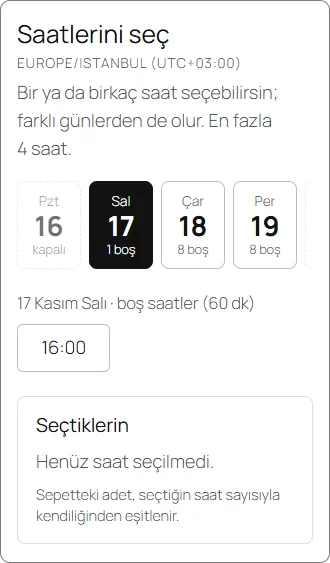 Saatlerini seç
EUROPE/ISTANBUL (UTC+03:00)
Bir ya da birkaç saat seçebilirsin;
farklı günlerden de olur. En fazla
4 saat.
Pzt Sal Çar Per
16 17 18 19
kapalı 1 boş 8 boş 8 boş
17 Kasım Salı · boş saatler (60 dk)
16:00
Seçtiklerin
Henüz saat seçilmedi.
Sepetteki adet, seçtiğin saat sayısıyla
kendiliğinden eşitlenir.